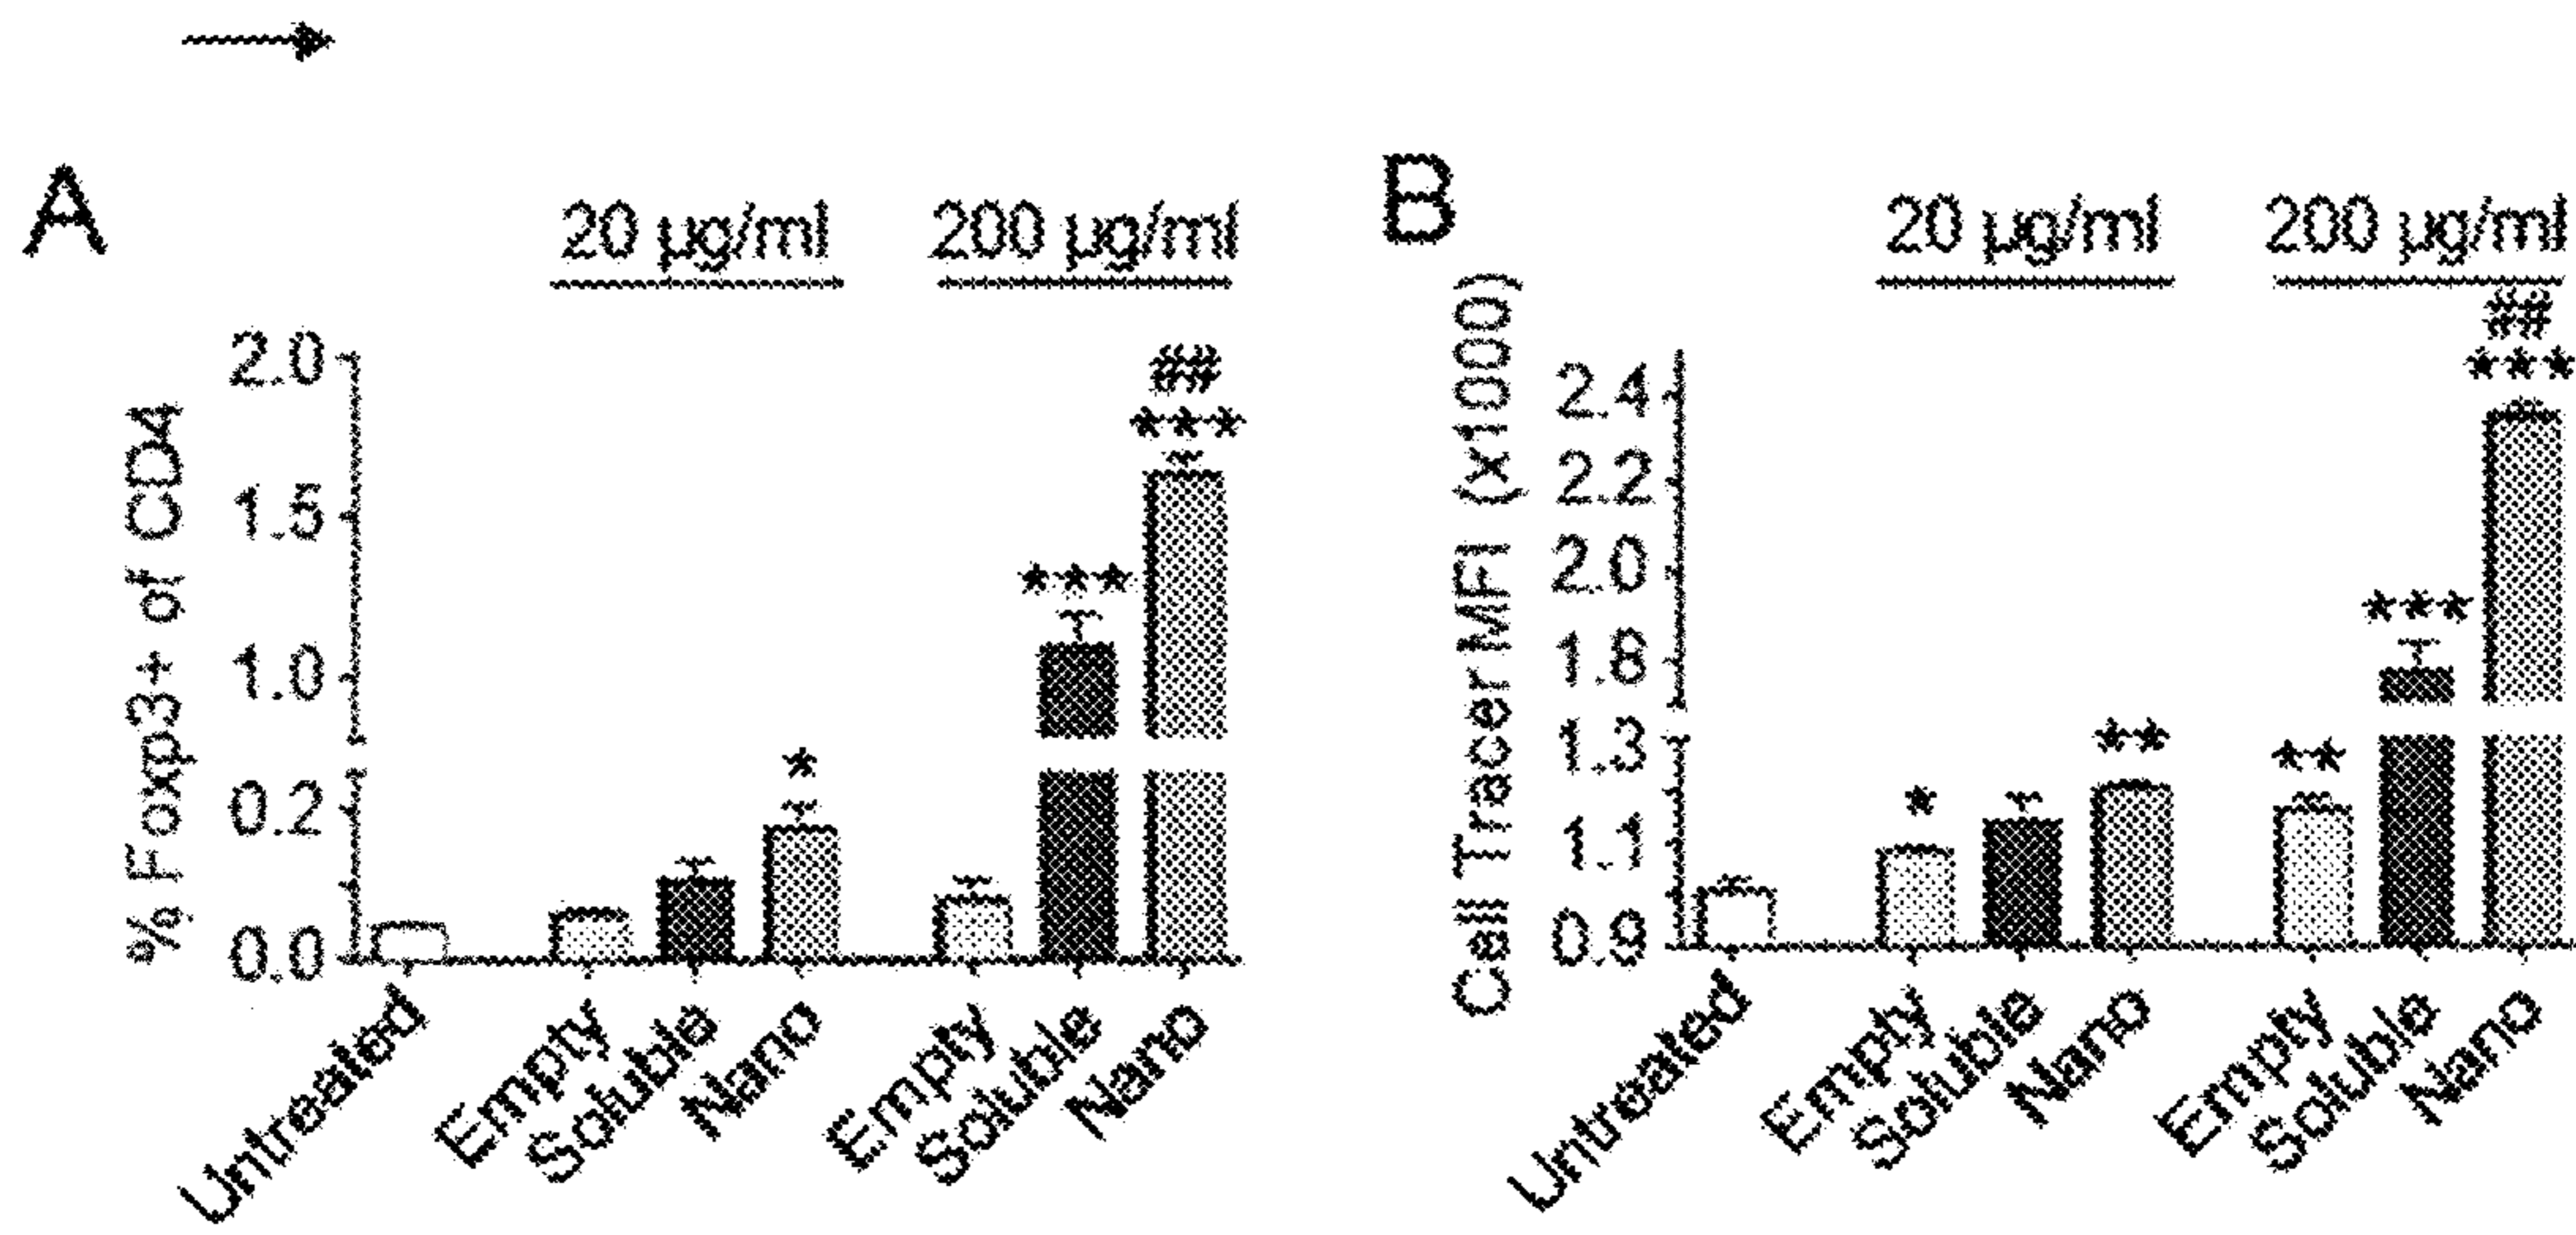 A
20 µg/ml
200 µg/ml
% Foxp3+ of CD4
2.0
1.5
1.0
0.2
0.0
*
***
##
***
Untreated
Empty
Soluble
Nano
Empty
Soluble
Nano
B
20 µg/ml
200 µg/ml
Cell Tracer MFI (x1000)
2.4
2.2
2.0
1.8
1.3
1.1
0.9
*
**
**
***
##
***
Untreated
Empty
Soluble
Nano
Empty
Soluble
Nano